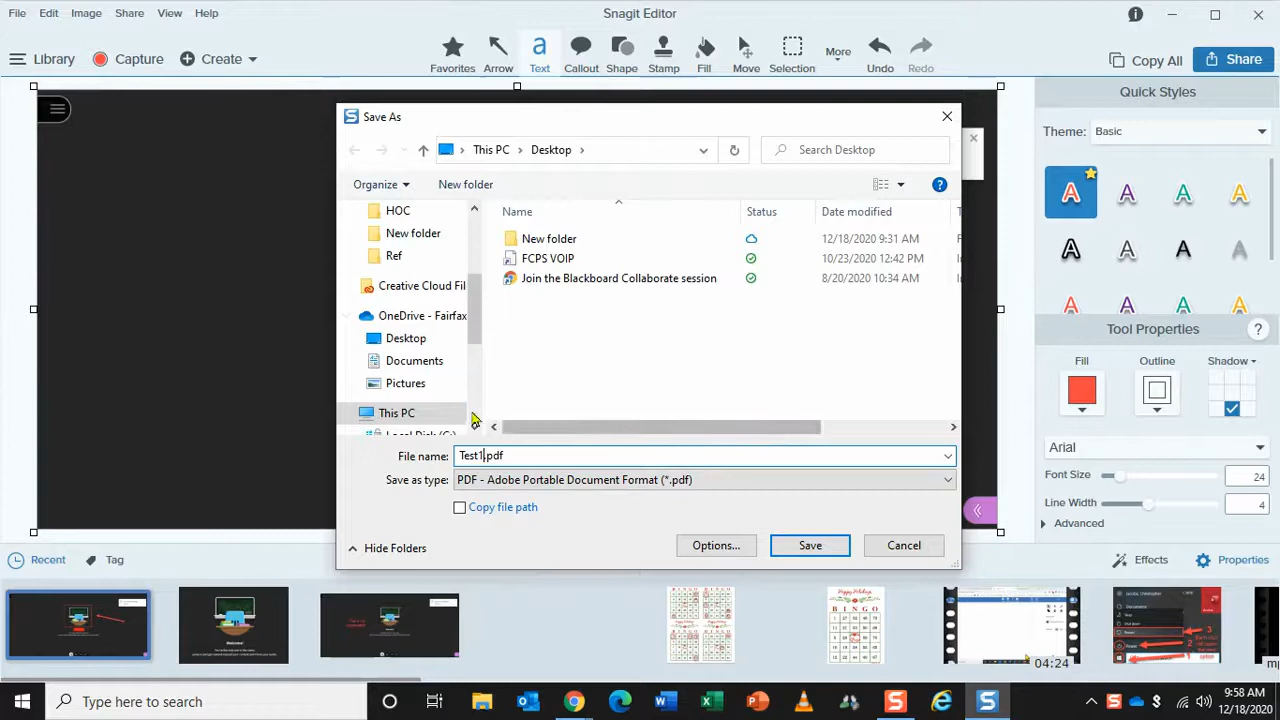 File Edit Image Share View Help Snagit Editor
Library Capture Create Favorites Arrow Text Callout Shape Stamp Fill Move Selection More Undo Redo Copy All Share
Quick Styles
Theme: Basic
Save As
This PC Desktop Search Desktop
Organize New folder
Name Status Date modified
HOC
New folder
Ref
Creative Cloud Fil
OneDrive - Fairfax
Desktop
Documents
Pictures
This PC
New folder 12/18/2020 9:31 AM
FCPS VOIP 10/23/2020 12:42 PM
Join the Blackboard Collaborate session 8/20/2020 10:34 AM
File name: Test1.pdf
Save as type: PDF - Adobe Portable Document Format (*.pdf)
Copy file path
Hide Folders Options... Save Cancel
Tool Properties ?
Fill Outline Shadow
Arial
Font Size 24
Line Width 4
Advanced
Recent Tag Effects Properties
Welcome!
BINGO
BINGO
04:24
3
2
1
Type here to search
9:58 AM
12/18/2020